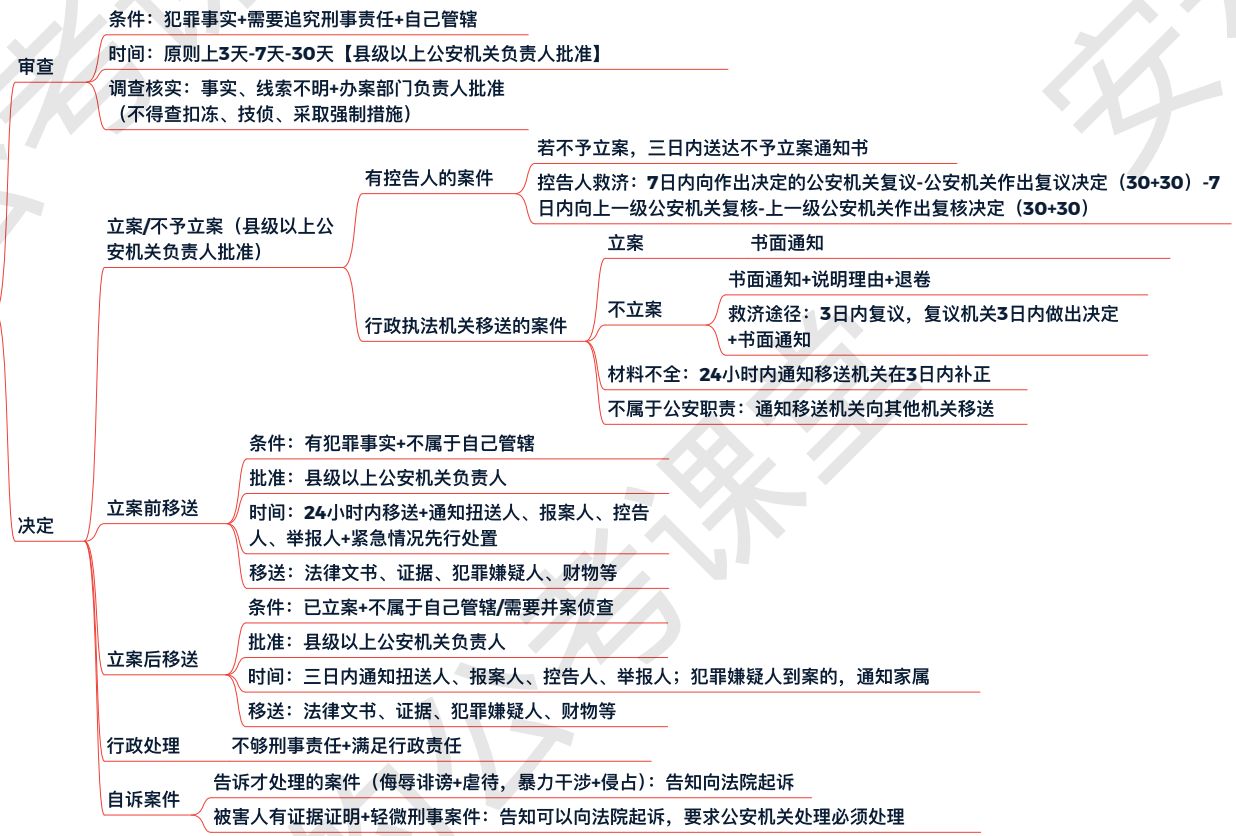 审查
条件：犯罪事实+需要追究刑事责任+自己管辖
时间：原则上3天-7天-30天【县级以上公安机关负责人批准】
调查核实：事实、线索不明+办案部门负责人批准
（不得查扣冻、技侦、采取强制措施）
决定
立案/不予立案（县级以上公
安机关负责人批准）
有控告人的案件
若不予立案，三日内送达不予立案通知书
控告人救济：7日内向作出决定的公安机关复议-公安机关作出复议决定（30+30）-7
日内向上一级公安机关复核-上一级公安机关作出复核决定（30+30）
行政执法机关移送的案件
立案
书面通知
不立案
书面通知+说明理由+退卷
救济途径：3日内复议，复议机关3日内做出决定
+书面通知
材料不全：24小时内通知移送机关在3日内补正
不属于公安职责：通知移送机关向其他机关移送
立案前移送
条件：有犯罪事实+不属于自己管辖
批准：县级以上公安机关负责人
时间：24小时内移送+通知扭送人、报案人、控告
人、举报人+紧急情况先行处置
移送：法律文书、证据、犯罪嫌疑人、财物等
立案后移送
条件：已立案+不属于自己管辖/需要并案侦查
批准：县级以上公安机关负责人
时间：三日内通知扭送人、报案人、控告人、举报人；犯罪嫌疑人到案的，通知家属
移送：法律文书、证据、犯罪嫌疑人、财物等
行政处理
不够刑事责任+满足行政责任
自诉案件
告诉才处理的案件（侮辱诽谤+虐待，暴力干涉+侵占）：告知向法院起诉
被害人有证据证明+轻微刑事案件：告知可以向法院起诉，要求公安机关处理必须处理
公考课堂